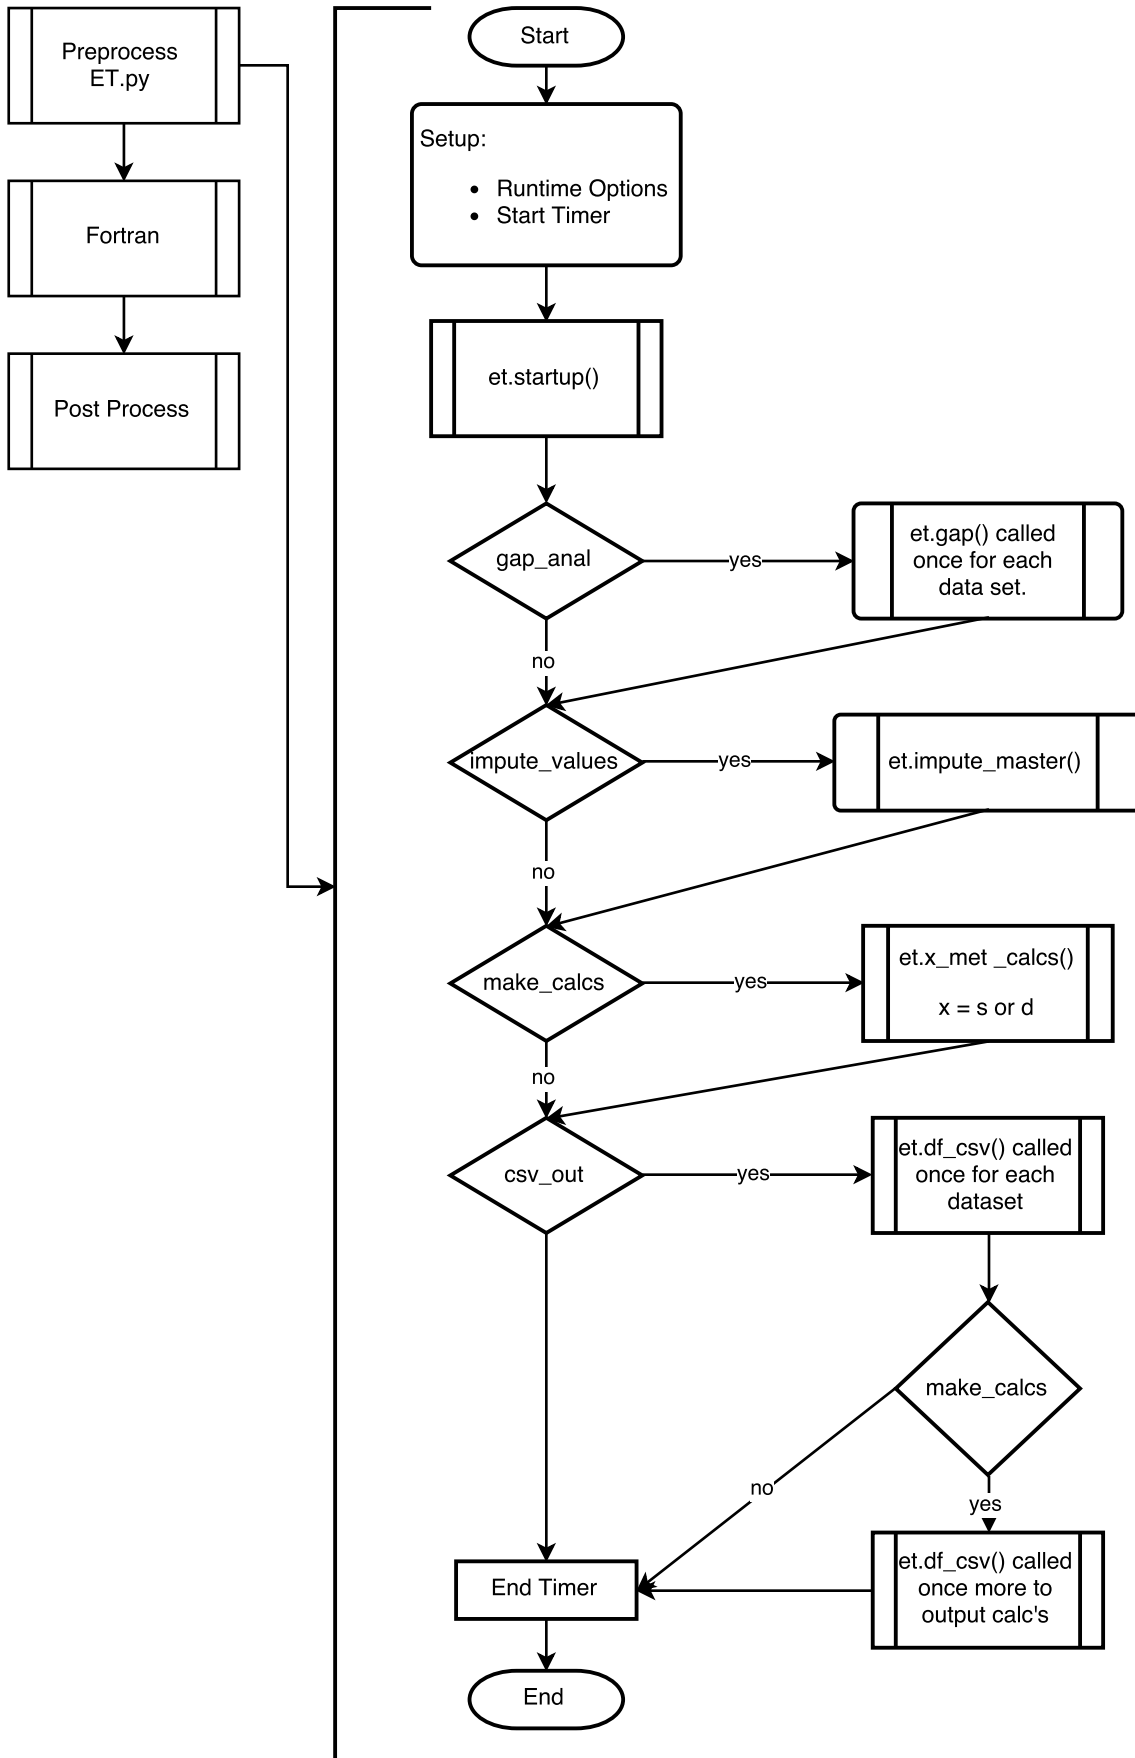 Preprocess
ET.py
Fortran
Post Process
Start
Setup:
• Runtime Options
• Start Timer
et.startup()
gap_anal
yes
et.gap() called
once for each
data set.
no
impute_values
yes
et.impute_master()
no
make_calcs
yes
et.x_met _calcs()
x = s or d
no
csv_out
yes
et.df_csv() called
once for each
dataset
make_calcs
no
yes
et.df_csv() called
once more to
output calc's
End Timer
End